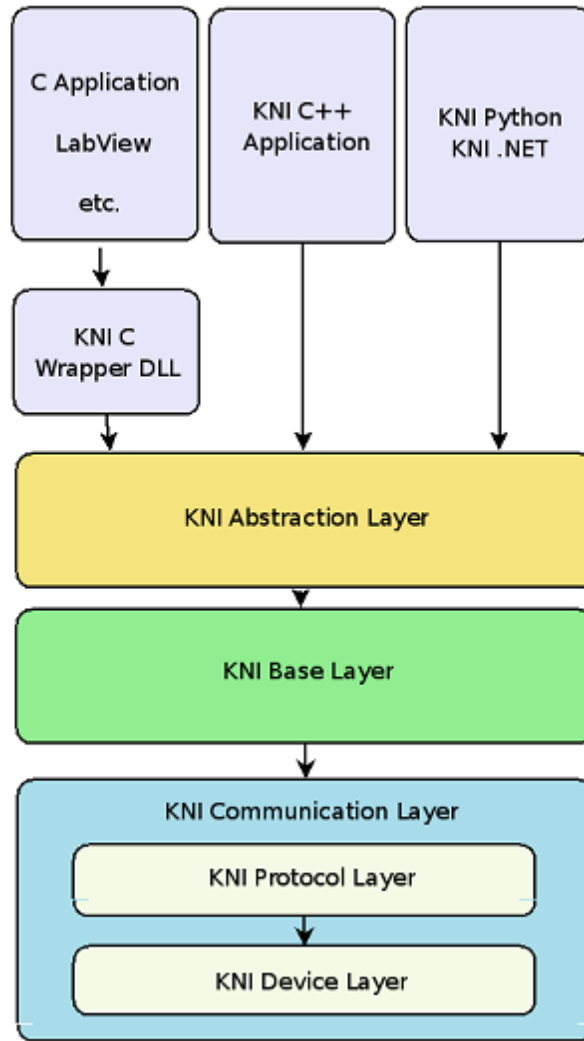 C Application
LabView
etc.
KNI C++
Application
KNI Python
KNI .NET
KNI C
Wrapper DLL
KNI Abstraction Layer
KNI Base Layer
KNI Communication Layer
KNI Protocol Layer
KNI Device Layer